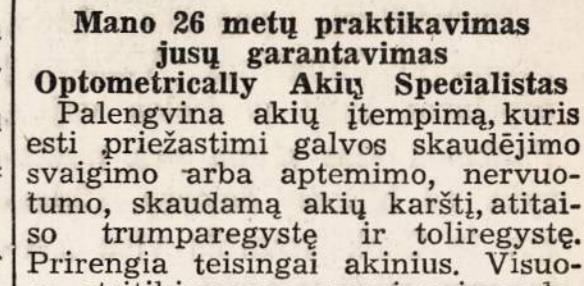 Mano 26 metų praktikavimas
jusų garantavimas
Optometrically Akių Specialistas
Palengvina akių įtempimą, kuris
esti priežastimi galvos skaudėjimo
svaigimo arba aptemimo, nervuo-
tumo, skaudamą akių karštį, atitai-
so trumparegystę ir toliregystę.
Prirengia teisingai akinius. Visuo-